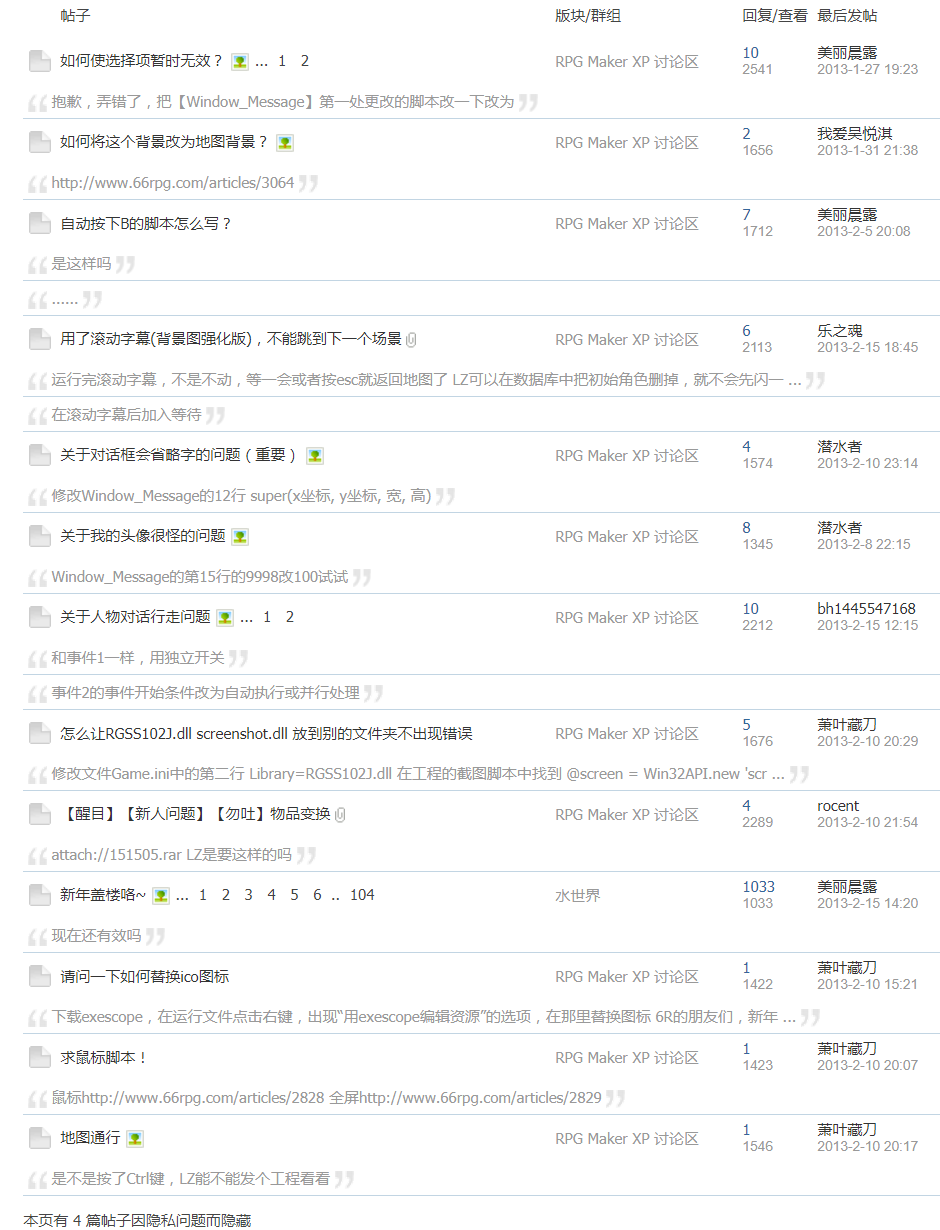 帖子 版块/群组 回复/查看 最后发帖
如何使选择项暂时无效？ ... 1 2 RPG Maker XP 讨论区 10 美丽晨露
2541 2013-1-27 19:23
抱歉，弄错了，把【Window_Message】第一处更改的脚本改一下改为
如何将这个背景改为地图背景？ RPG Maker XP 讨论区 2 我爱吴悦淇
1656 2013-1-31 21:38
http://www.66rpg.com/articles/3064
自动按下B的脚本怎么写？ RPG Maker XP 讨论区 7 美丽晨露
1712 2013-2-5 20:08
是这样吗
......
用了滚动字幕(背景图强化版)，不能跳到下一个场景 RPG Maker XP 讨论区 6 乐之魂
2113 2013-2-15 18:45
运行完滚动字幕，不是不动，等一会或者按esc就返回地图了 LZ可以在数据库中把初始角色删掉，就不会先闪一 ...
在滚动字幕后加入等待
关于对话框会省略字的问题（重要） RPG Maker XP 讨论区 4 潜水者
1574 2013-2-10 23:14
修改Window_Message的12行 super(x坐标, y坐标, 宽, 高)
关于我的头像很怪的问题 RPG Maker XP 讨论区 8 潜水者
1345 2013-2-8 22:15
Window_Message的第15行的9998改100试试
关于人物对话行走问题 ... 1 2 RPG Maker XP 讨论区 10 bh1445547168
2212 2013-2-15 12:15
和事件1一样，用独立开关
事件2的事件开始条件改为自动执行或并行处理
怎么让RGSS102J.dll screenshot.dll 放到别的文件夹不出现错误 RPG Maker XP 讨论区 5 萧叶藏刀
1676 2013-2-10 20:29
修改文件Game.ini中的第二行 Library=RGSS102J.dll 在工程的截图脚本中找到 @screen = Win32API.new 'scr ...
【醒目】【新人问题】【勿吐】物品变换 RPG Maker XP 讨论区 4 rocent
2289 2013-2-10 21:54
attach://151505.rar LZ是要这样的吗
新年盖楼咯~ ... 1 2 3 4 5 6 .. 104 水世界 1033 美丽晨露
1033 2013-2-15 14:20
现在还有效吗
请问一下如何替换ico图标 RPG Maker XP 讨论区 1 萧叶藏刀
1422 2013-2-10 15:21
下载exescope，在运行文件点击右键，出现“用exescope编辑资源”的选项，在那里替换图标 6R的朋友们，新年 ...
求鼠标脚本！ RPG Maker XP 讨论区 1 萧叶藏刀
1423 2013-2-10 20:07
鼠标http://www.66rpg.com/articles/2828 全屏http://www.66rpg.com/articles/2829
地图通行 RPG Maker XP 讨论区 1 萧叶藏刀
1546 2013-2-10 20:17
是不是按了Ctrl键，LZ能不能发个工程看看
本页有 4 篇帖子因隐私问题而隐藏